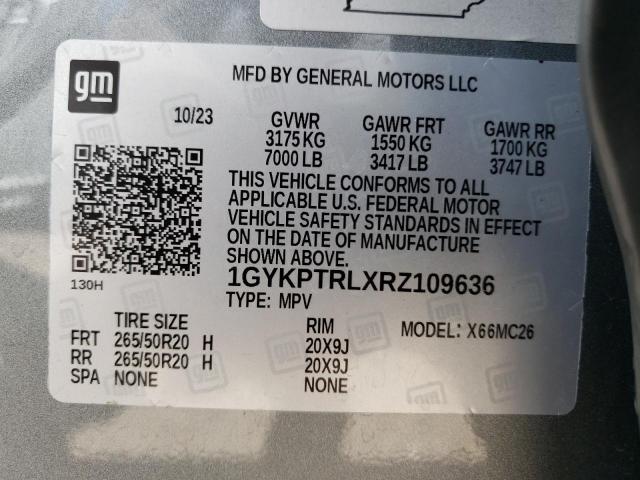 gm
MFD BY GENERAL MOTORS LLC
10/23 GVWR GAWR FRT GAWR RR
3175 KG 1550 KG 1700 KG
7000 LB 3417 LB 3747 LB
THIS VEHICLE CONFORMS TO ALL
APPLICABLE U.S. FEDERAL MOTOR
VEHICLE SAFETY STANDARDS IN EFFECT
ON THE DATE OF MANUFACTURE
SHOWN ABOVE.
130H
1GYKPTRLXRZ109636
TYPE: MPV
TIRE SIZE RIM MODEL: X66MC26
FRT 265/50R20 H 20X9J
RR 265/50R20 H 20X9J
SPA NONE NONE